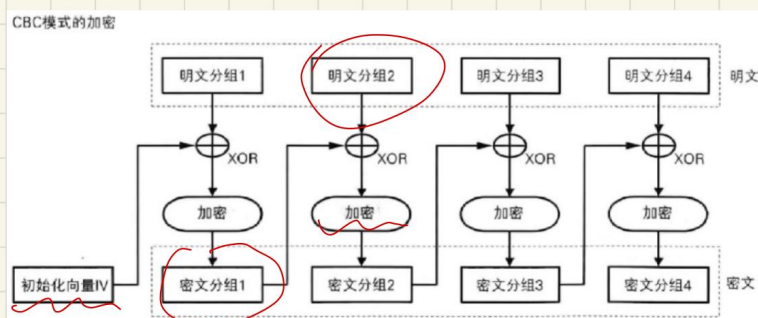 CBC模式的加密
明文分组1 明文分组2 明文分组3 明文分组4 明文
XOR XOR XOR XOR
加密 加密 加密 加密
初始化向量IV 密文分组1 密文分组2 密文分组3 密文分组4 密文